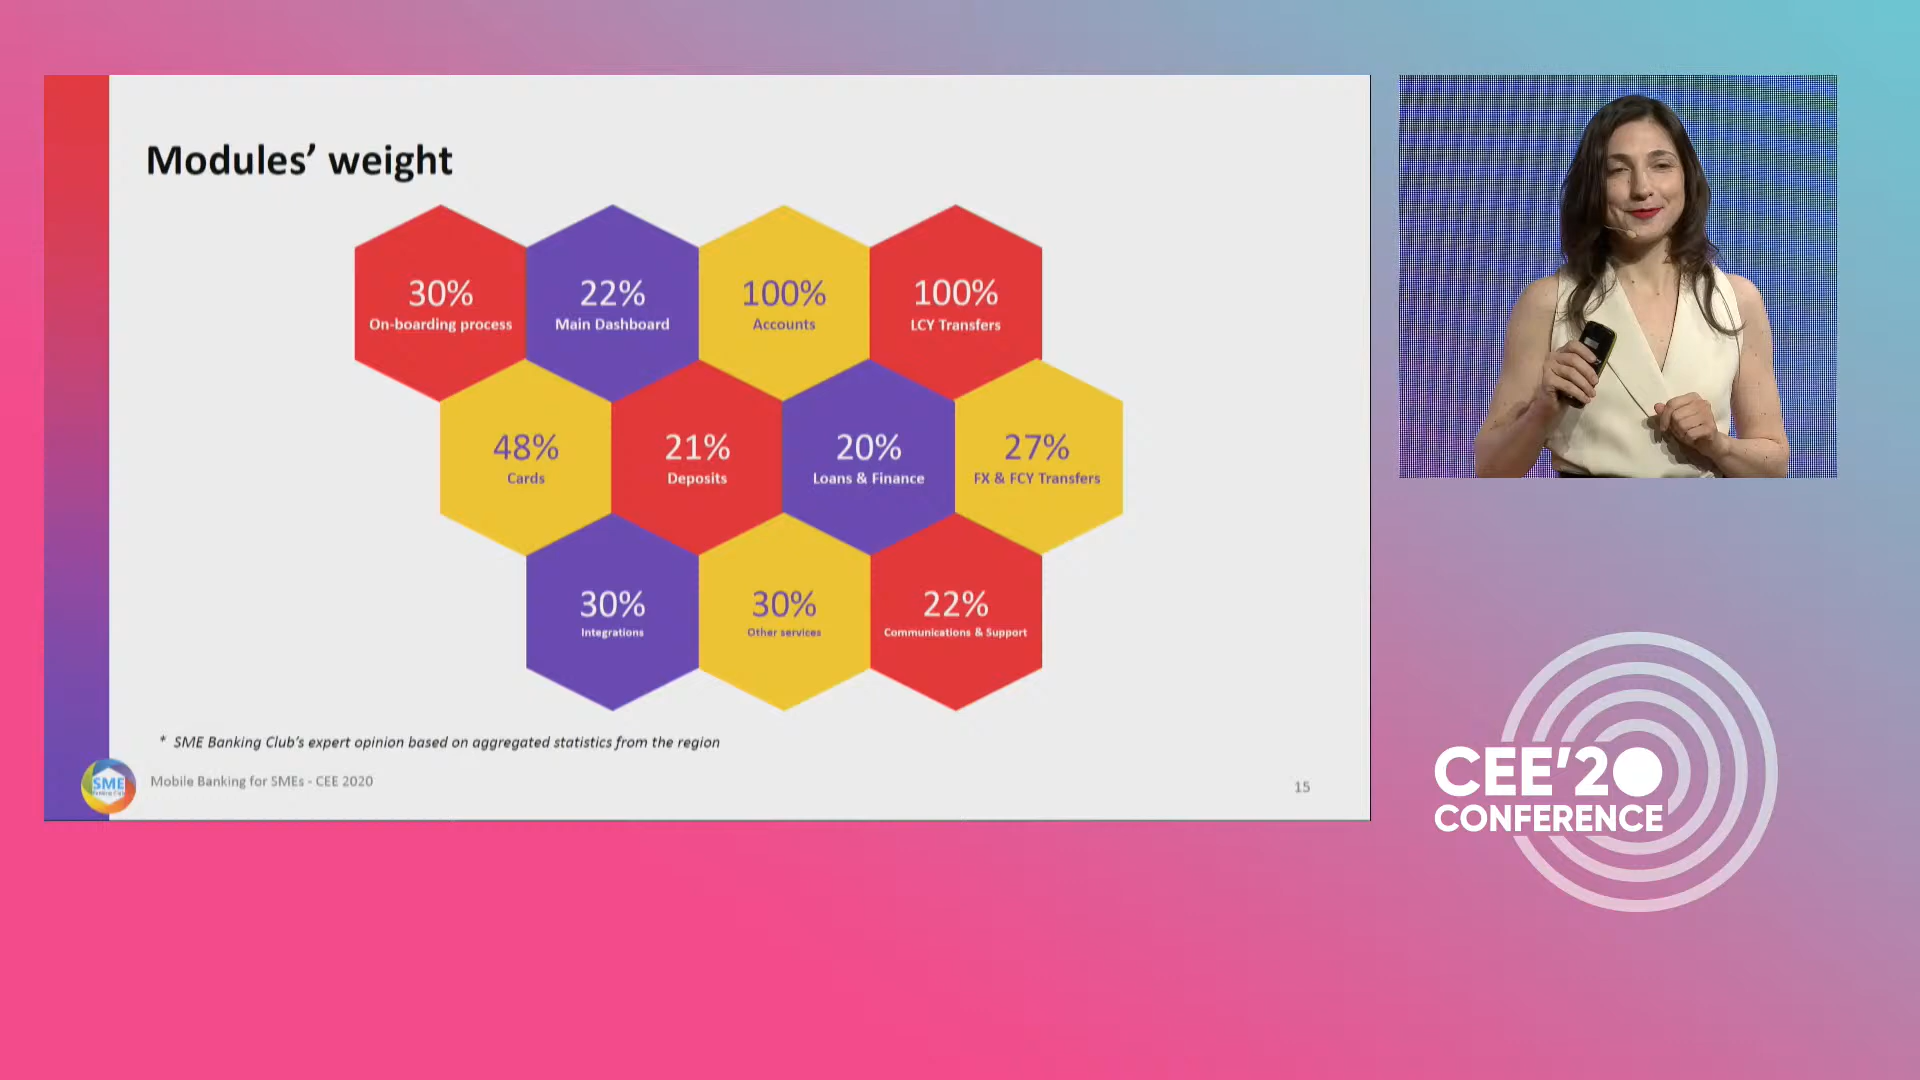 Modules’ weight
30%
On-boarding process
22%
Main Dashboard
100%
Accounts
100%
LCY Transfers
48%
Cards
21%
Deposits
20%
Loans & Finance
27%
FX & FCY Transfers
30%
Integrations
30%
Other services
22%
Communications & Support
* SME Banking Club’s expert opinion based on aggregated statistics from the region
SME
Mobile Banking for SMEs - CEE 2020
15
CEE’20
CONFERENCE